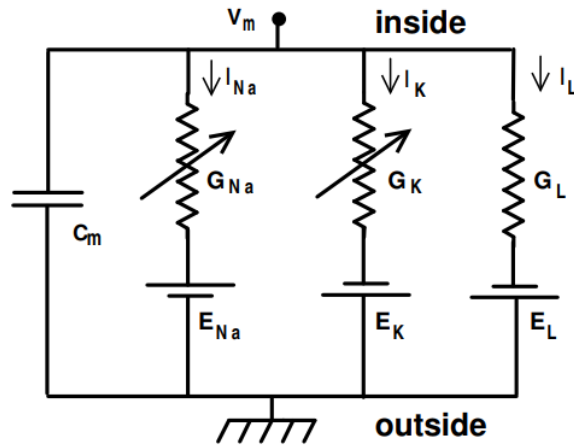 Vm inside
INa IK IL
GNa GK GL
Cm
ENa EK EL
outside